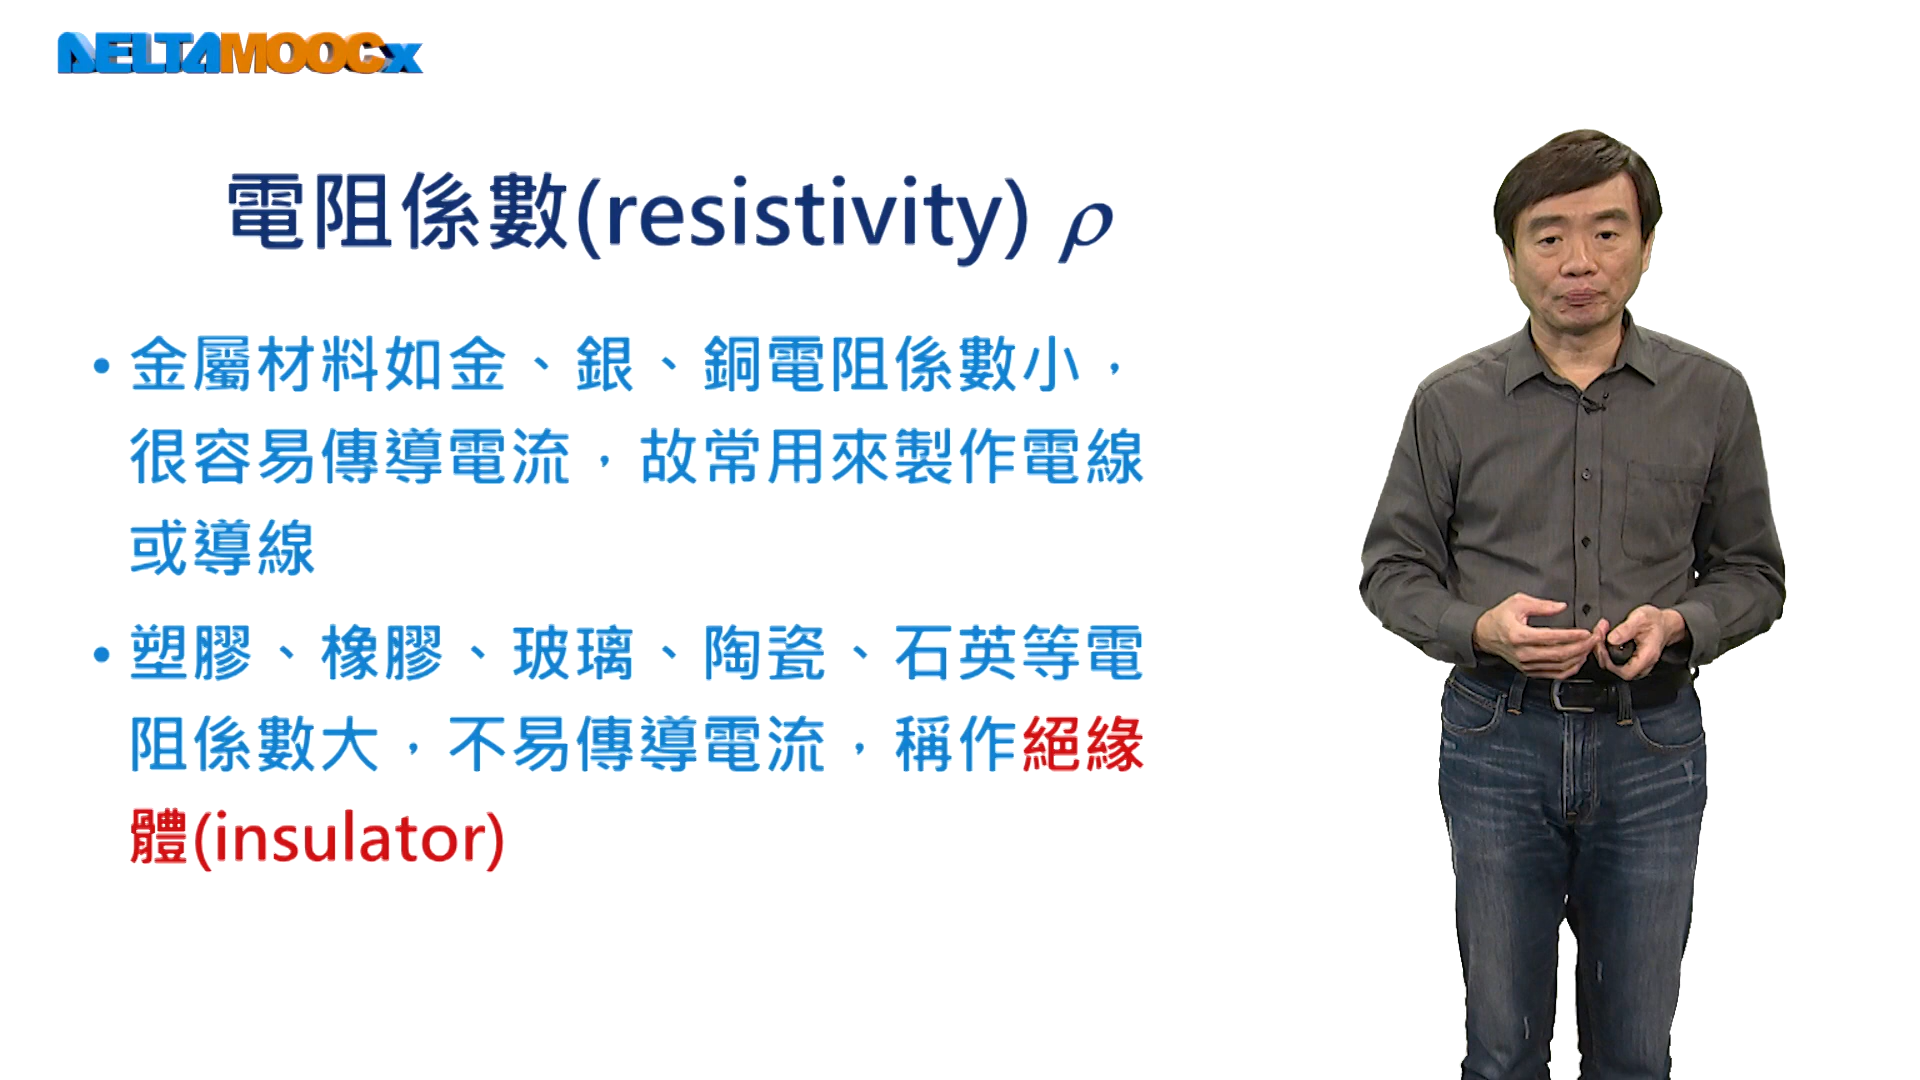 DELTAMOOCx
電阻係數(resistivity) ρ
• 金屬材料如金、銀、銅電阻係數小，
很容易傳導電流，故常用來製作電線
或導線
• 塑膠、橡膠、玻璃、陶瓷、石英等電
阻係數大，不易傳導電流，稱作絕緣
體(insulator)